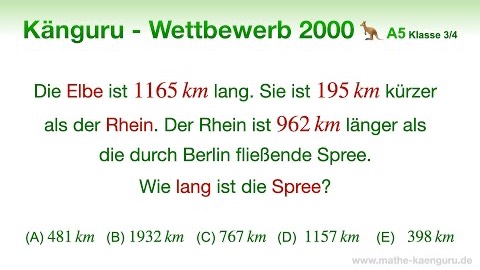 Känguru - Wettbewerb 2000 A5 Klasse 3/4
Die Elbe ist 1165 km lang. Sie ist 195 km kürzer
als der Rhein. Der Rhein ist 962 km länger als
die durch Berlin fließende Spree.
Wie lang ist die Spree?
(A) 481 km (B) 1932 km (C) 767 km (D) 1157 km (E) 398 km
www.mathe-kaenguru.de